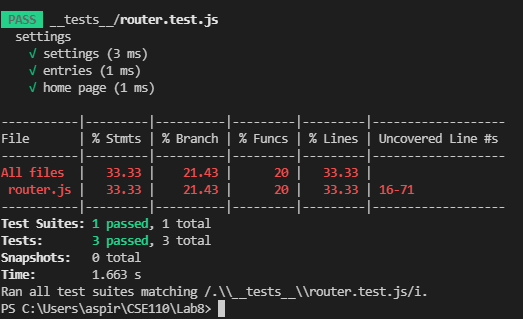 PASS __tests__/router.test.js
settings
√ settings (3 ms)
√ entries (1 ms)
√ home page (1 ms)
-----------|---------|----------|---------|---------|-------------------
File       | % Stmts | % Branch | % Funcs | % Lines | Uncovered Line #s
-----------|---------|----------|---------|---------|-------------------
All files  |   33.33 |    21.43 |      20 |   33.33 |
 router.js |   33.33 |    21.43 |      20 |   33.33 | 16-71
-----------|---------|----------|---------|---------|-------------------
Test Suites: 1 passed, 1 total
Tests:       3 passed, 3 total
Snapshots:   0 total
Time:        1.663 s
Ran all test suites matching /.\\__tests__\\router.test.js/i.
PS C:\Users\aspir\CSE110\Lab8>